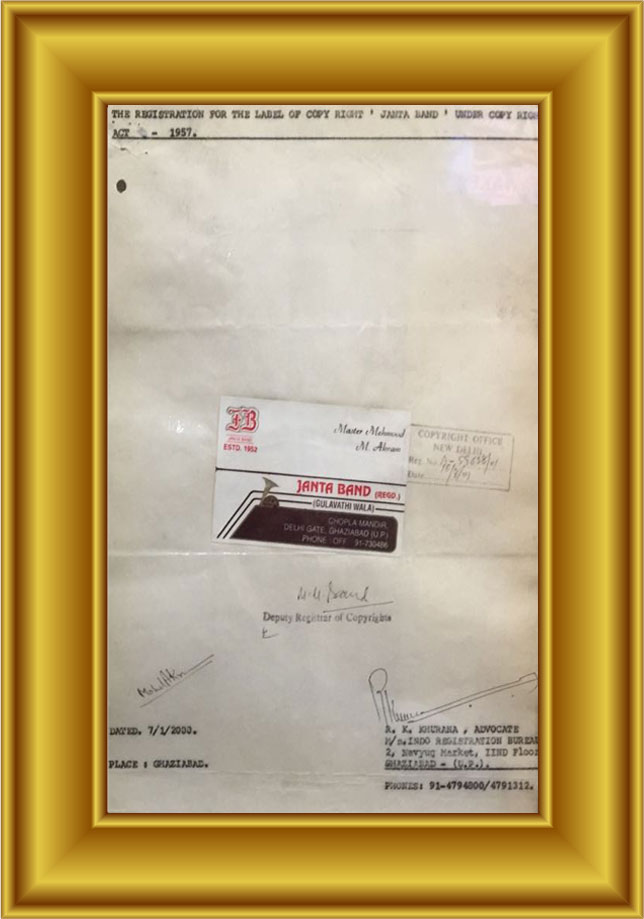 THE REGISTRATION FOR THE LABEL OF COPY RIGHT ' JANTA BAND ' UNDER COPY RIGH
ACT - 1957.
JB
ESTD. 1952
Master Mehmood
M. Akram
JANTA BAND (REGD.)
(GULAVATHI WALA)
CHOPLA MANDIR,
DELHI GATE, GHAZIABAD (U.P)
PHONE : OFF. 91-730486
COPYRIGHT OFFICE
NEW DELHI
Reg. No.
Date
Deputy Registrar of Copyrights
DATED. 7/1/2000.
PLACE : GHAZIABAD.
R. K. KHURANA , ADVOCATE
M/s.INDO REGISTRATION BUREAU
2, Navyug Market, IIND Floor
GHAZIABAD - (U.P.).
PHONES: 91-4794800/4791312.